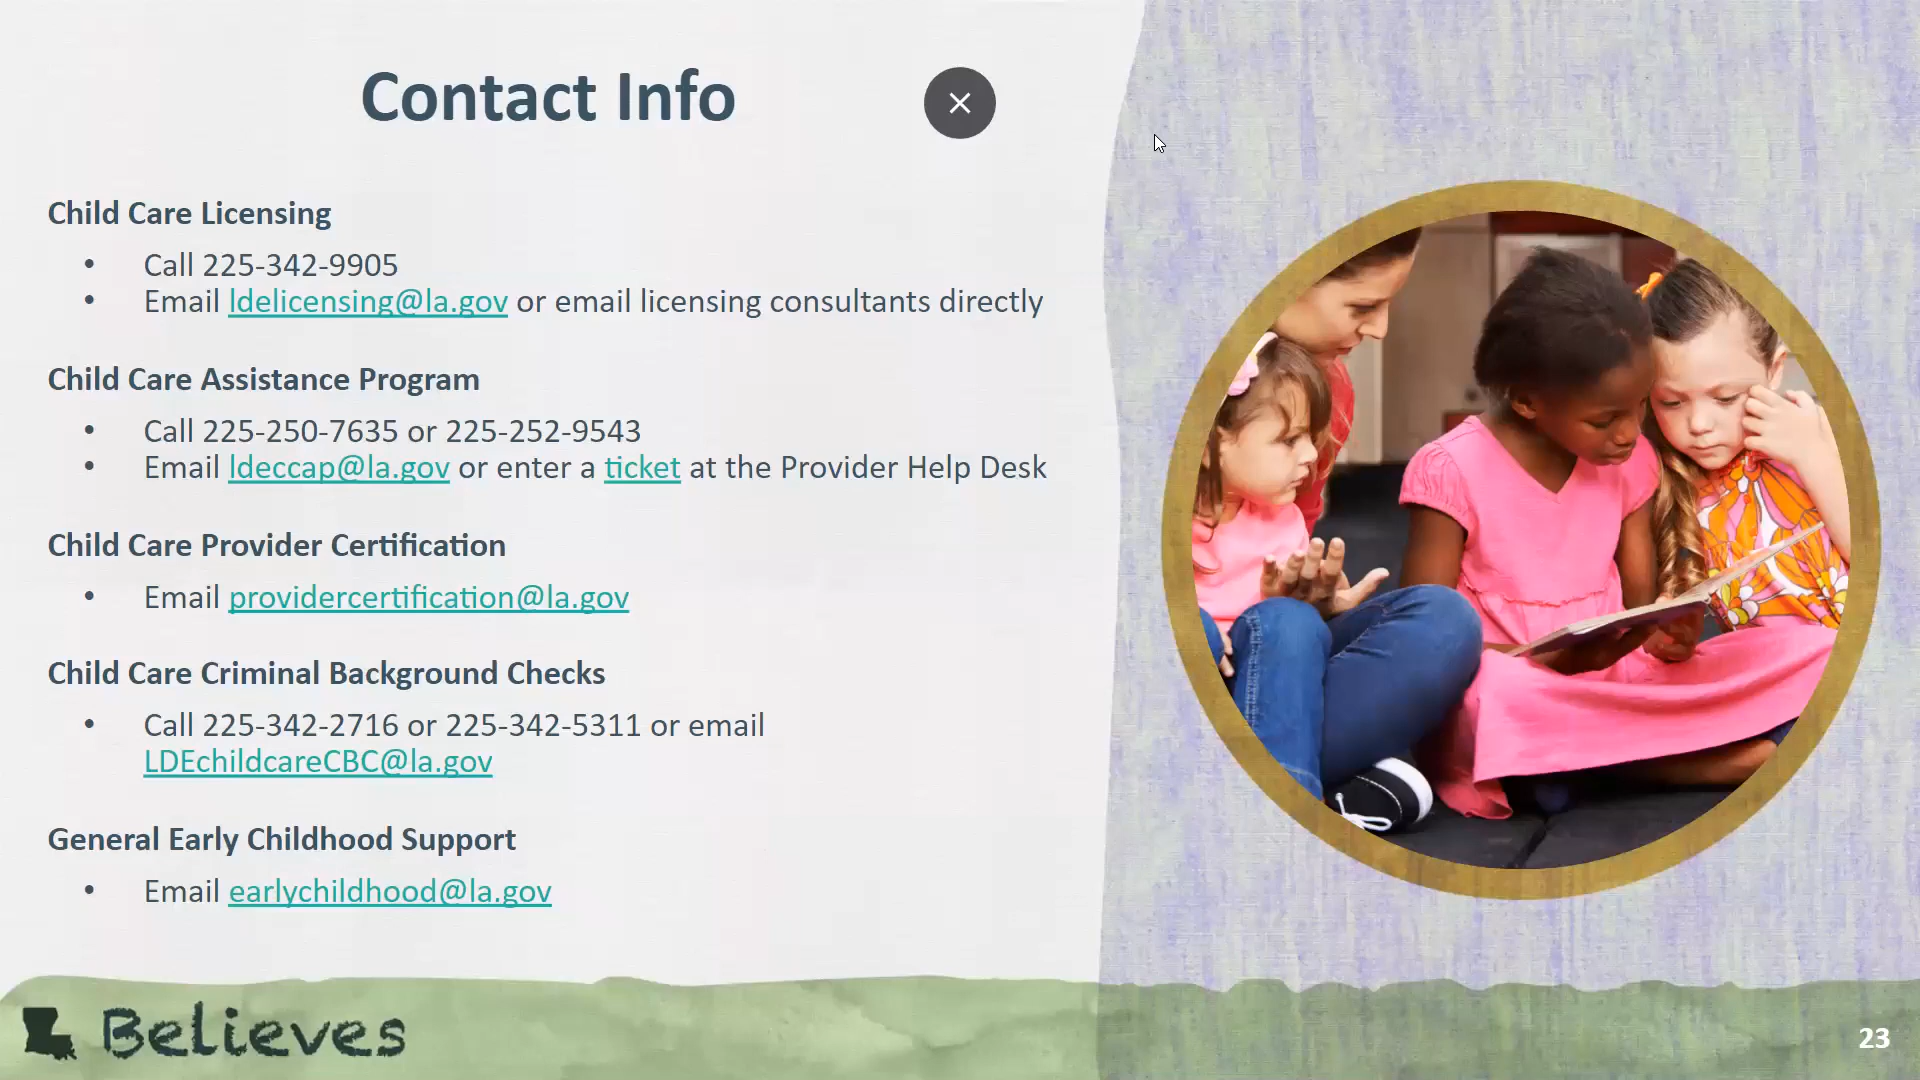 Contact Info
Child Care Licensing
• Call 225-342-9905
• Email ldelicensing@la.gov or email licensing consultants directly
Child Care Assistance Program
• Call 225-250-7635 or 225-252-9543
• Email ldeccap@la.gov or enter a ticket at the Provider Help Desk
Child Care Provider Certification
• Email providercertification@la.gov
Child Care Criminal Background Checks
• Call 225-342-2716 or 225-342-5311 or email
LDEchildcareCBC@la.gov
General Early Childhood Support
• Email earlychildhood@la.gov
Believes
23